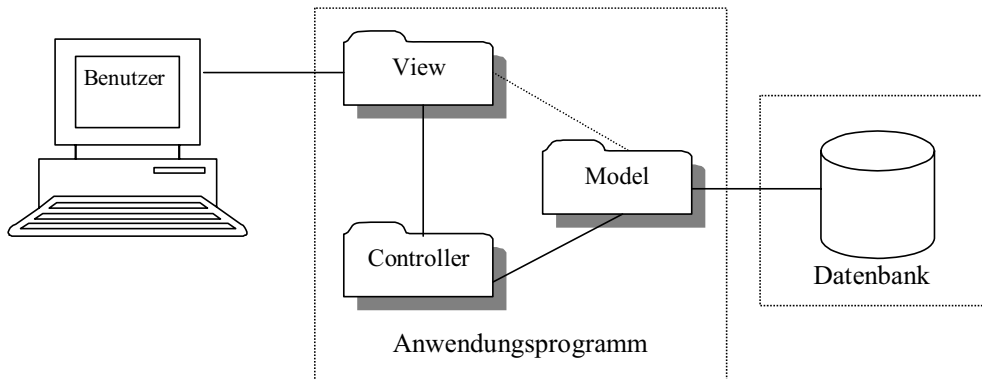 Benutzer
View
Model
Controller
Datenbank
Anwendungsprogramm